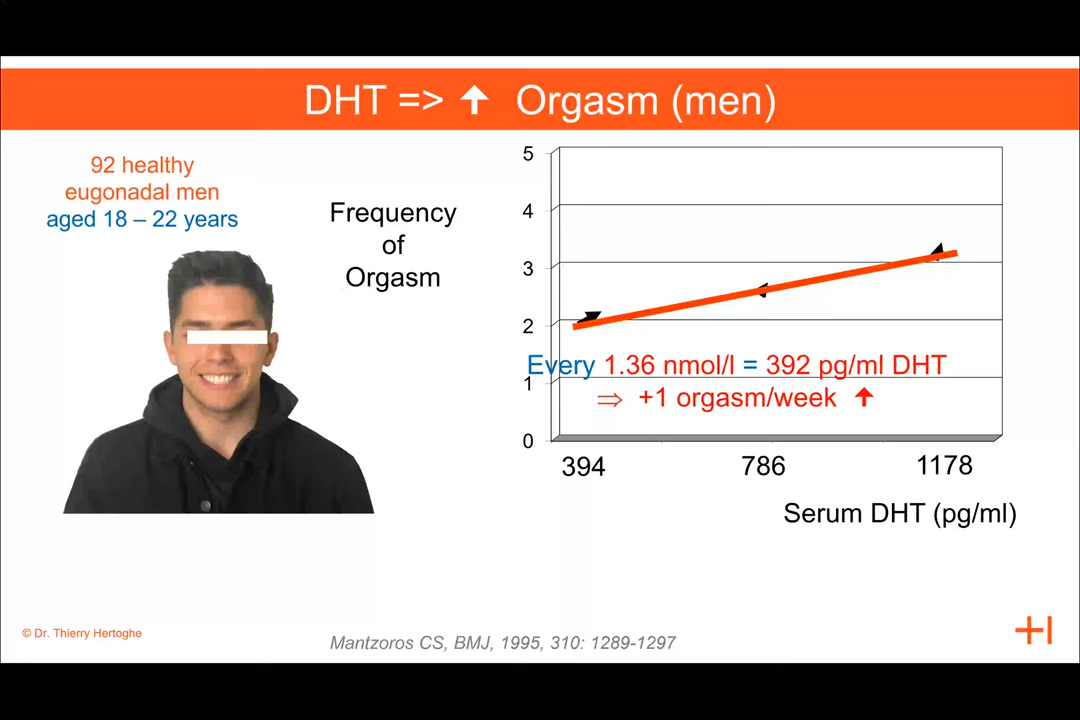 DHT => ↑ Orgasm (men)
92 healthy
eugonadal men
aged 18 – 22 years
Frequency
of
Orgasm
5
4
3
2
1
0
Every 1.36 nmol/l = 392 pg/ml DHT
⇒ +1 orgasm/week ↑
394 786 1178
Serum DHT (pg/ml)
© Dr. Thierry Hertoghe
Mantzoros CS, BMJ, 1995, 310: 1289-1297